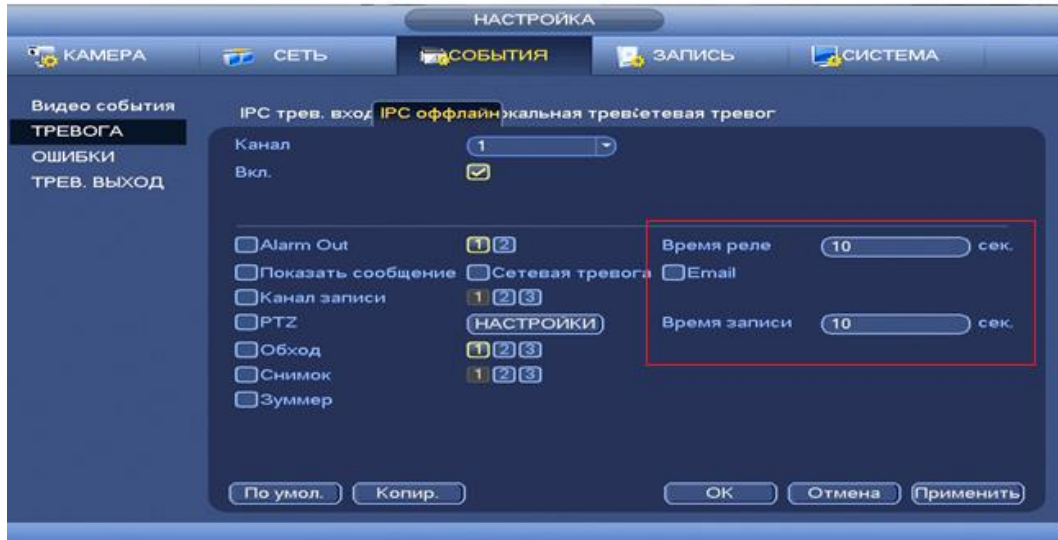 НАСТРОЙКА
КАМЕРА СЕТЬ СОБЫТИЯ ЗАПИСЬ СИСТЕМА
Видео события
ТРЕВОГА
ОШИБКИ
ТРЕВ. ВЫХОД
IPC трев. вход IPC оффлайн окальная трев сетевая тревог
Канал 1
Вкл.
Alarm Out 1 2 Время реле 10 сек.
Показать сообщение Сетевая тревога Email
Канал записи 1 2 3
PTZ НАСТРОЙКИ Время записи 10 сек.
Обход 1 2 3
Снимок 1 2 3
Зуммер
По умол. Копир. ОК Отмена Применить